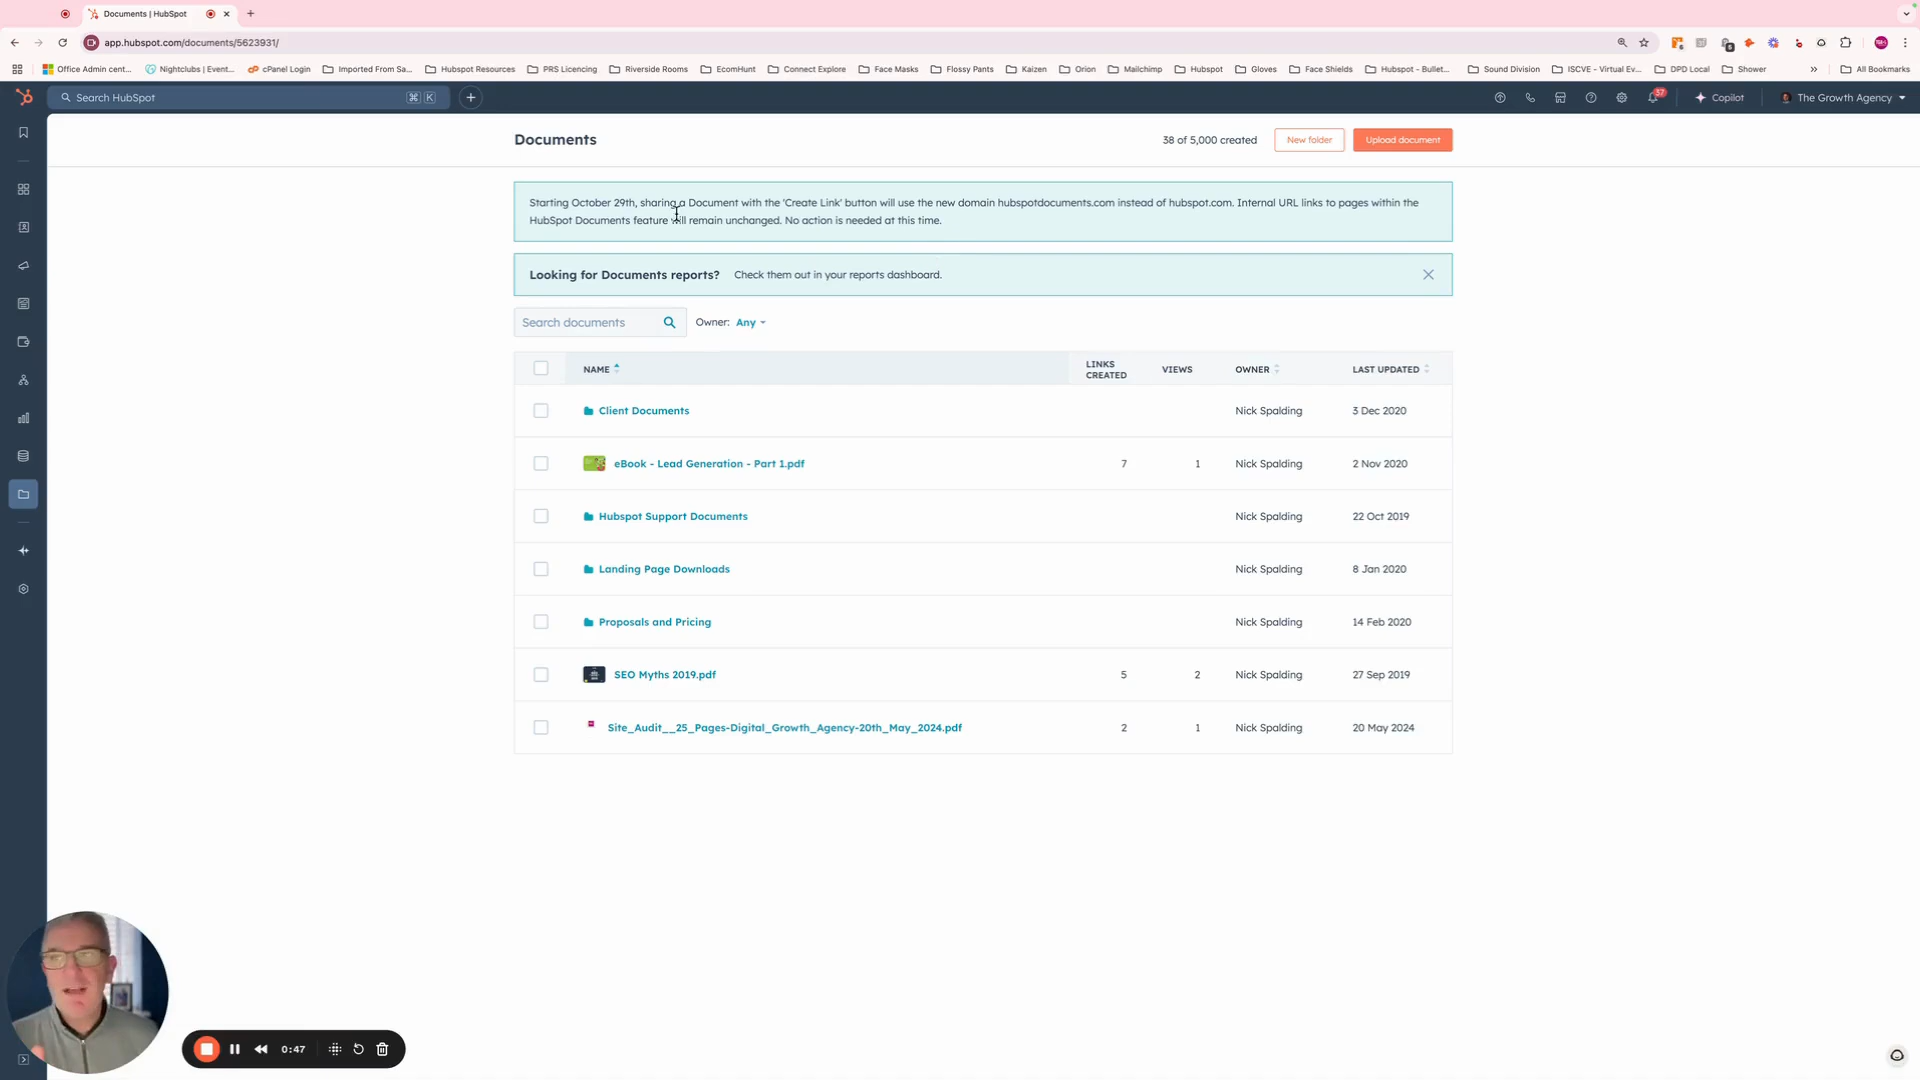 Documents | HubSpot
app.hubspot.com/documents/5623931/
Office Admin cent...
Nightclubs | Event...
cPanel Login
Imported From Sa...
Hubspot Resources
PRS Licencing
Riverside Rooms
EcomHunt
Connect Explore
Face Masks
Flossy Pants
Kaizen
Orion
Mailchimp
Hubspot
Gloves
Face Shields
Hubspot - Bullet...
Sound Division
ISCVE - Virtual Ev...
DPD Local
Shower
»
All Bookmarks
Search HubSpot
⌘ K
37
Copilot
The Growth Agency
Documents
38 of 5,000 created
New folder
Upload document
Starting October 29th, sharing a Document with the 'Create Link' button will use the new domain hubspotdocuments.com instead of hubspot.com. Internal URL links to pages within the
HubSpot Documents feature will remain unchanged. No action is needed at this time.
Looking for Documents reports? Check them out in your reports dashboard.
Search documents
Owner: Any
NAME
LINKS CREATED
VIEWS
OWNER
LAST UPDATED
Client Documents Nick Spalding 3 Dec 2020
eBook - Lead Generation - Part 1.pdf 7 1 Nick Spalding 2 Nov 2020
Hubspot Support Documents Nick Spalding 22 Oct 2019
Landing Page Downloads Nick Spalding 8 Jan 2020
Proposals and Pricing Nick Spalding 14 Feb 2020
SEO Myths 2019.pdf 5 2 Nick Spalding 27 Sep 2019
Site_Audit__25_Pages-Digital_Growth_Agency-20th_May_2024.pdf 2 1 Nick Spalding 20 May 2024
0:47